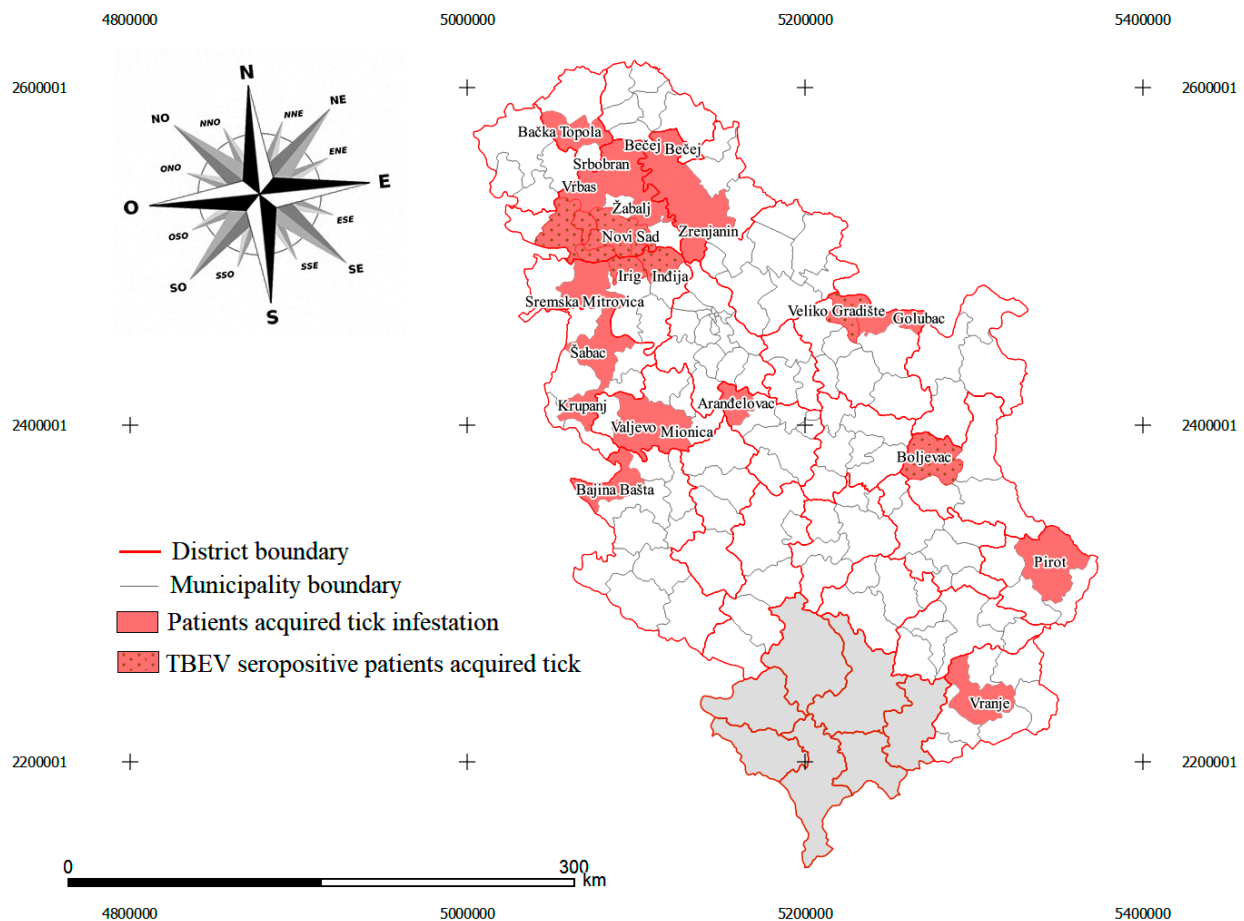 4800000
5000000
5200000
5400000
2600001
2600001
N
NO
NNO
NNE
NE
ONO
ENE
O
E
OSO
ESE
SO
SSO
SSE
SE
S
Bačka Topola
Bečej
Bečej
Srbobran
Vrbas
Žabalj
Novi Sad
Zrenjanin
Irig
Inđija
Sremska Mitrovica
Veliko Gradište
Golubac
Šabac
Krupanj
Aranđelovac
2400001
2400001
Valjevo
Mionica
Boljevac
Bajina Bašta
District boundary
Pirot
Municipality boundary
Patients acquired tick infestation
TBEV seropositive patients acquired tick
Vranje
2200001
2200001
0
300
km
4800000
5000000
5200000
5400000